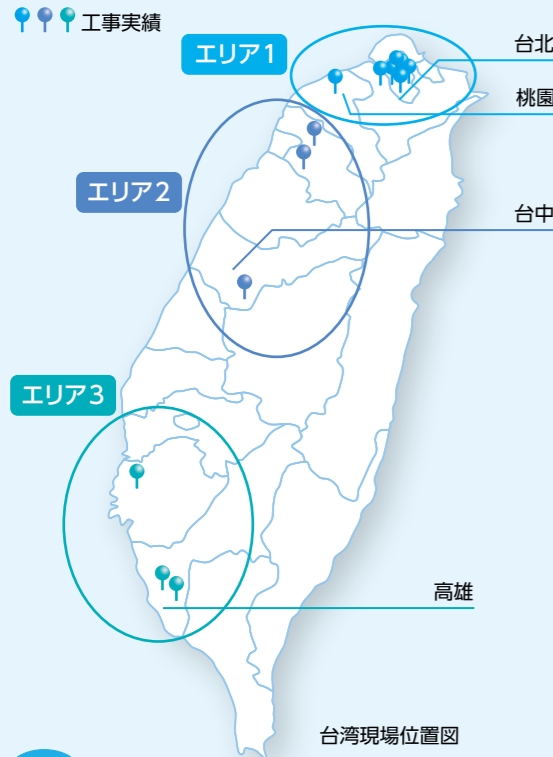 工事実績
エリア1
台北
桃園
エリア2
台中
エリア3
高雄
台湾現場位置図